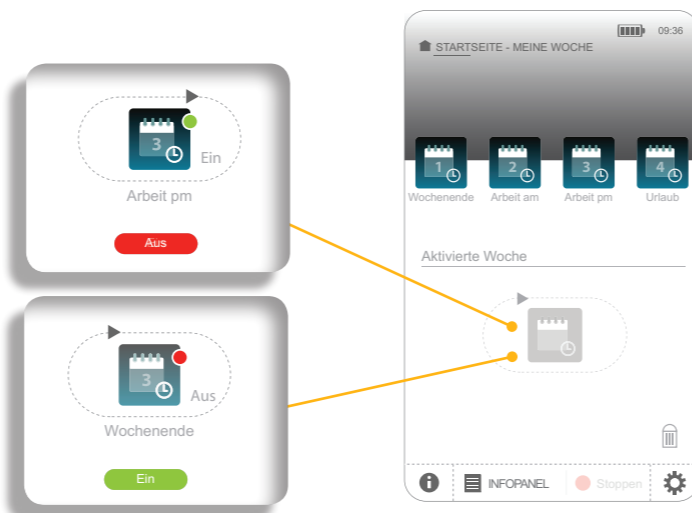 09:36
STARTSEITE - MEINE WOCHE
1 2 3 4
Wochenende Arbeit am Arbeit pm Urlaub
Aktivierte Woche
INFOPANEL Stoppen
3
Ein
Arbeit pm
Aus
3
Aus
Wochenende
Ein